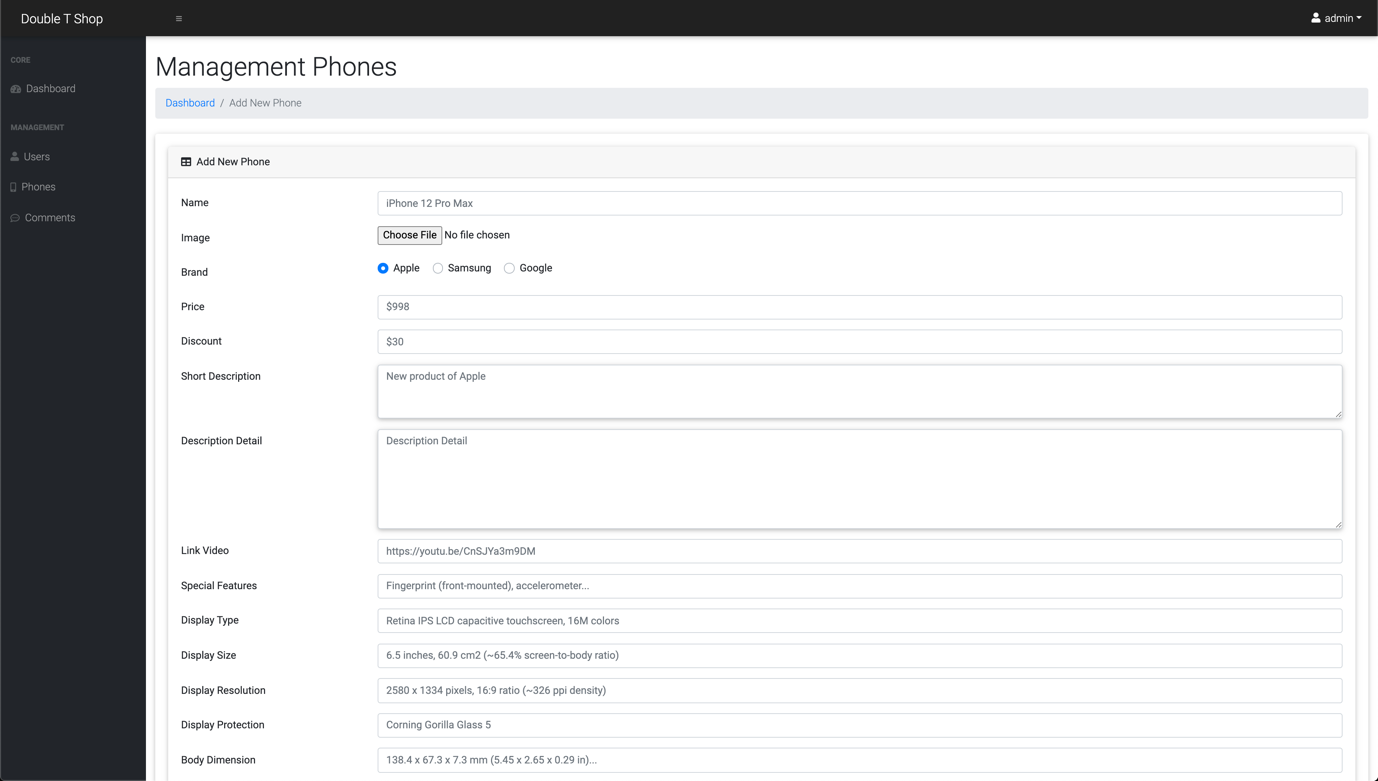 Double T Shop
admin
CORE
Dashboard
MANAGEMENT
Users
Phones
Comments
Management Phones
Dashboard / Add New Phone
Add New Phone
Name iPhone 12 Pro Max
Image Choose File No file chosen
Brand Apple Samsung Google
Price $998
Discount $30
Short Description New product of Apple
Description Detail Description Detail
Link Video https://youtu.be/CnSJYa3m9DM
Special Features Fingerprint (front-mounted), accelerometer...
Display Type Retina IPS LCD capacitive touchscreen, 16M colors
Display Size 6.5 inches, 60.9 cm2 (~65.4% screen-to-body ratio)
Display Resolution 2580 x 1334 pixels, 16:9 ratio (~326 ppi density)
Display Protection Corning Gorilla Glass 5
Body Dimension 138.4 x 67.3 x 7.3 mm (5.45 x 2.65 x 0.29 in)...